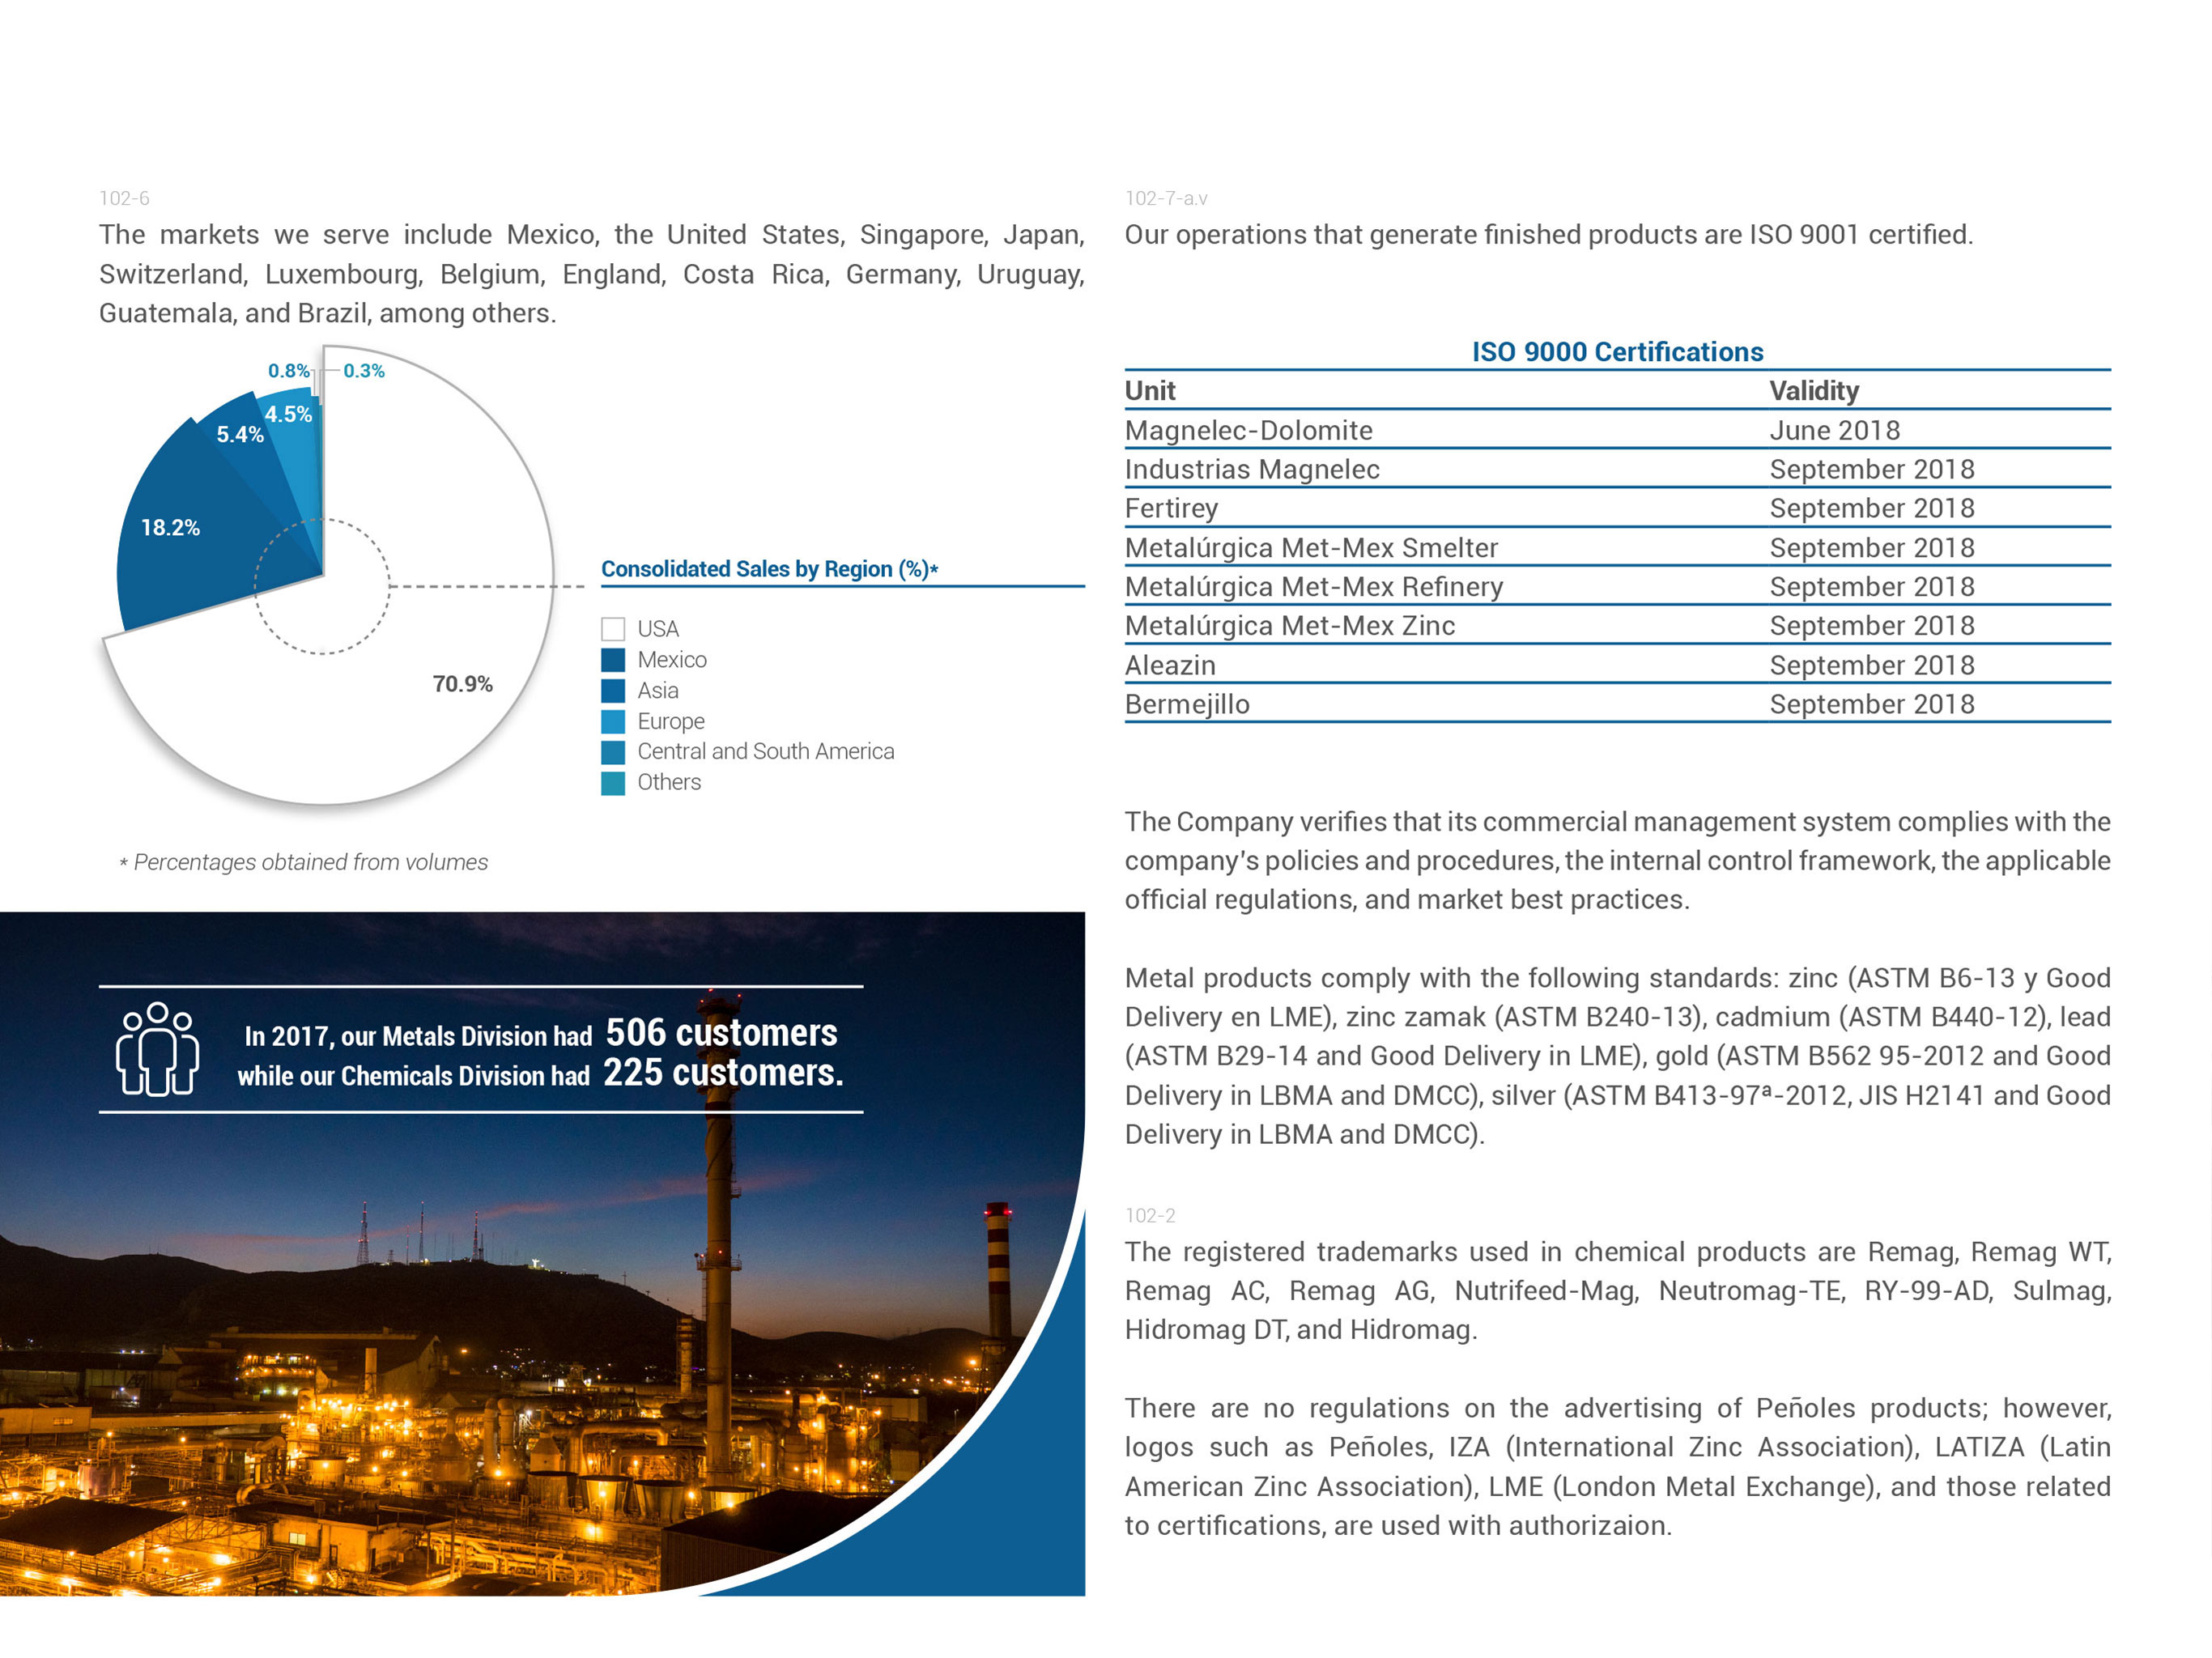 102-6
The markets we serve include Mexico, the United States, Singapore, Japan,
Switzerland, Luxembourg, Belgium, England, Costa Rica, Germany, Uruguay,
Guatemala, and Brazil, among others.
0.8%
0.3%
4.5%
5.4%
18.2%
70.9%
Consolidated Sales by Region (%)*
USA
Mexico
Asia
Europe
Central and South America
Others
* Percentages obtained from volumes
In 2017, our Metals Division had 506 customers
while our Chemicals Division had 225 customers.
102-7-a.v
Our operations that generate finished products are ISO 9001 certified.
ISO 9000 Certifications
Unit Validity
Magnelec-Dolomite June 2018
Industrias Magnelec September 2018
Fertirey September 2018
Metalúrgica Met-Mex Smelter September 2018
Metalúrgica Met-Mex Refinery September 2018
Metalúrgica Met-Mex Zinc September 2018
Aleazin September 2018
Bermejillo September 2018
The Company verifies that its commercial management system complies with the
company's policies and procedures, the internal control framework, the applicable
official regulations, and market best practices.
Metal products comply with the following standards: zinc (ASTM B6-13 y Good
Delivery en LME), zinc zamak (ASTM B240-13), cadmium (ASTM B440-12), lead
(ASTM B29-14 and Good Delivery in LME), gold (ASTM B562 95-2012 and Good
Delivery in LBMA and DMCC), silver (ASTM B413-97ª-2012, JIS H2141 and Good
Delivery in LBMA and DMCC).
102-2
The registered trademarks used in chemical products are Remag, Remag WT,
Remag AC, Remag AG, Nutrifeed-Mag, Neutromag-TE, RY-99-AD, Sulmag,
Hidromag DT, and Hidromag.
There are no regulations on the advertising of Peñoles products; however,
logos such as Peñoles, IZA (International Zinc Association), LATIZA (Latin
American Zinc Association), LME (London Metal Exchange), and those related
to certifications, are used with authorizaion.